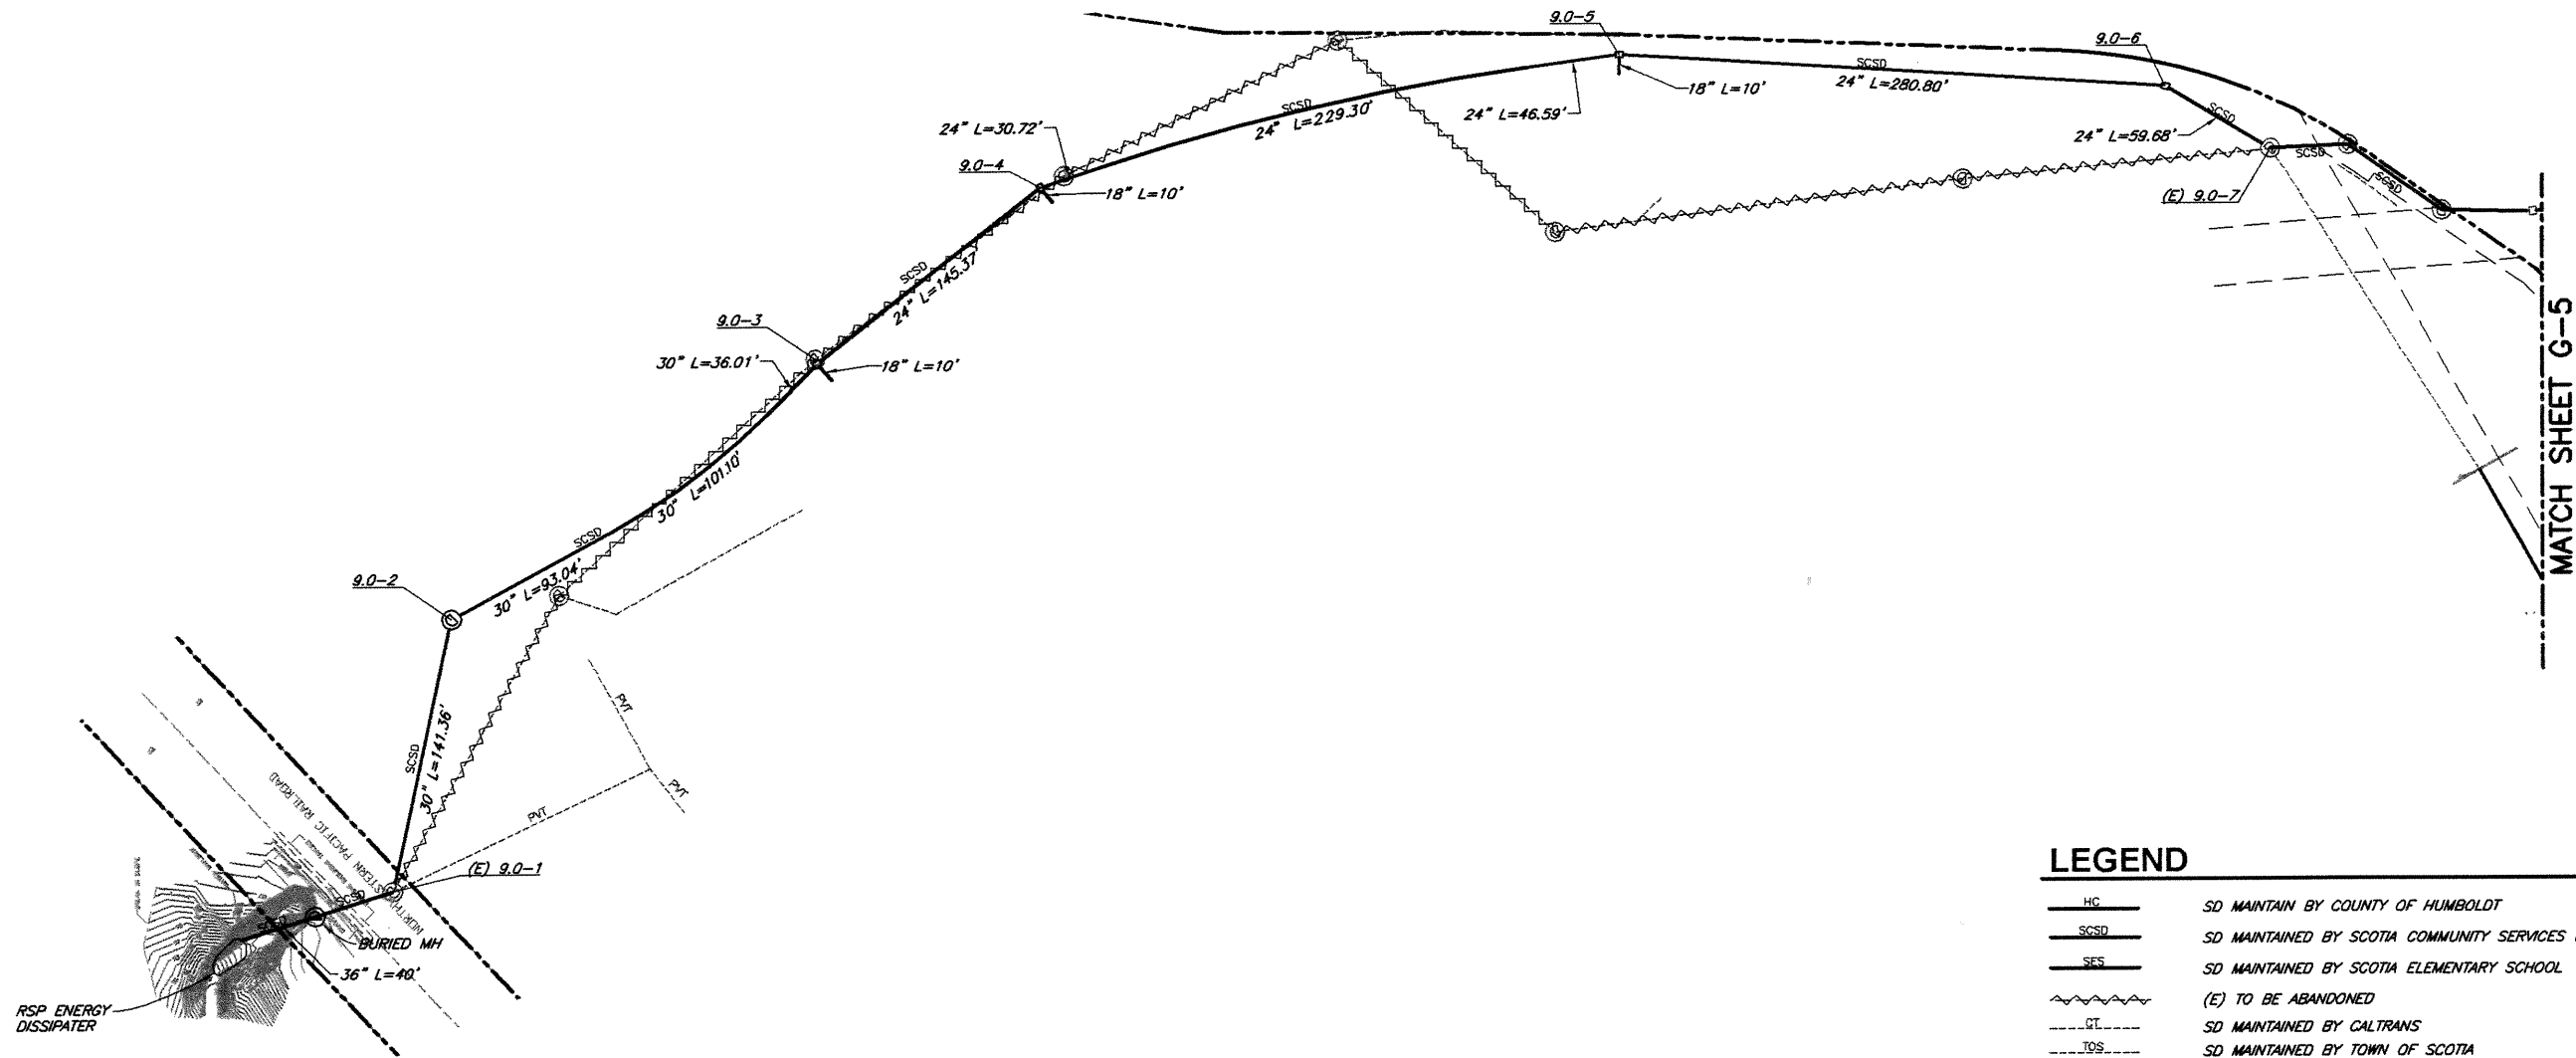 9.0-5
9.0-6
SCSD
24" L=280.80'
18" L=10'
24" L=46.59'
SCSD
24" L=229.30'
24" L=30.72'
9.0-4
18" L=10'
SCSD
24" L=59.68'
SCSD
SCSD
(E) 9.0-7
SCSD
24" L=145.37'
9.0-3
30" L=36.01'
18" L=10'
30" L=101.10'
SCSD
30" L=93.04'
9.0-2
SCSD
30" L=141.36'
PVT
PVT
PVT
NORTHWESTERN PACIFIC RAILROAD
(E) 9.0-1
SCSD
SCSD
BURIED MH
36" L=40'
RSP ENERGY
DISSIPATER
MATCH SHEET G-5
LEGEND
HC SD MAINTAIN BY COUNTY OF HUMBOLDT
SCSD SD MAINTAINED BY SCOTIA COMMUNITY SERVICES
SES SD MAINTAINED BY SCOTIA ELEMENTARY SCHOOL
(E) TO BE ABANDONED
CT SD MAINTAINED BY CALTRANS
TOS SD MAINTAINED BY TOWN OF SCOTIA